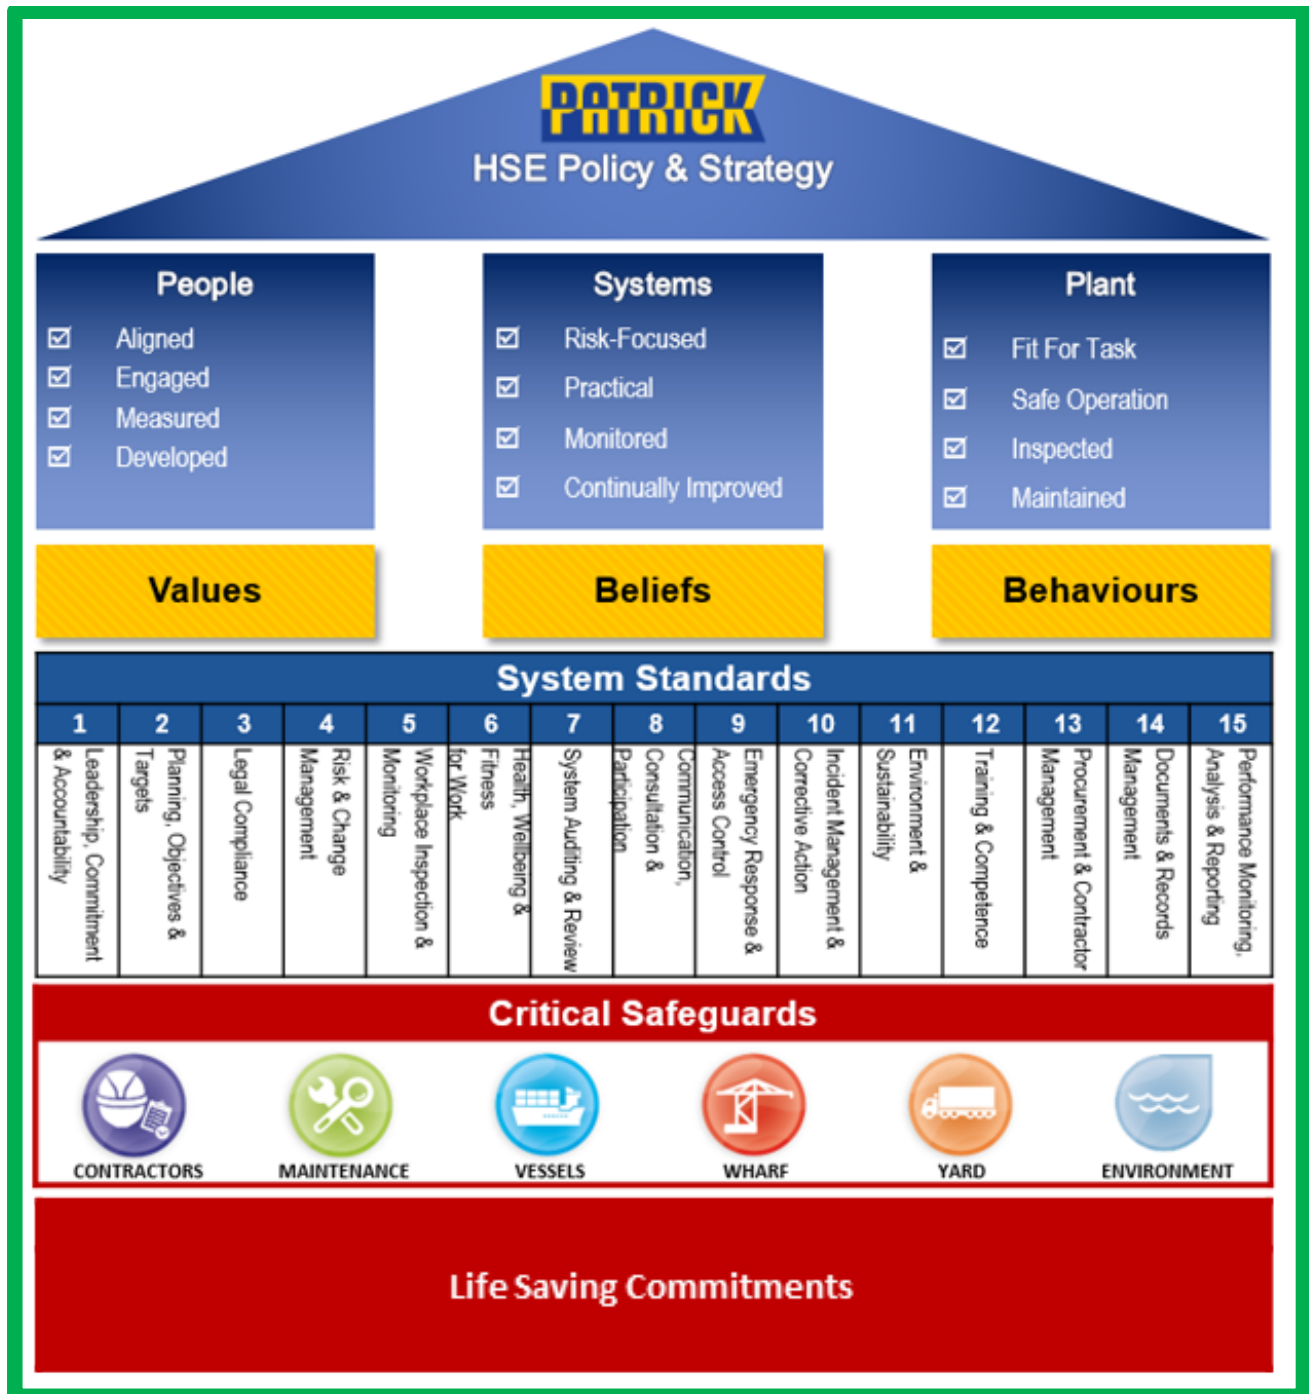 PATRICK
HSE Policy & Strategy
People
Aligned
Engaged
Measured
Developed
Systems
Risk-Focused
Practical
Monitored
Continually Improved
Plant
Fit For Task
Safe Operation
Inspected
Maintained
Values
Beliefs
Behaviours
System Standards
1
2
3
4
5
6
7
8
9
10
11
12
13
14
15
Leadership, Commitment
& Accountability
Planning, Objectives &
Targets
Legal Compliance
Risk & Change
Management
Workplace Inspection &
Monitoring
Health, Wellbeing &
Fitness
for Work
System Auditing & Review
Communication,
Consultation &
Participation
Emergency Response &
Access Control
Incident Management &
Corrective Action
Environment &
Sustainability
Training & Competence
Procurement & Contractor
Management
Documents & Records
Management
Performance Monitoring,
Analysis & Reporting
Critical Safeguards
CONTRACTORS
MAINTENANCE
VESSELS
WHARF
YARD
ENVIRONMENT
Life Saving Commitments